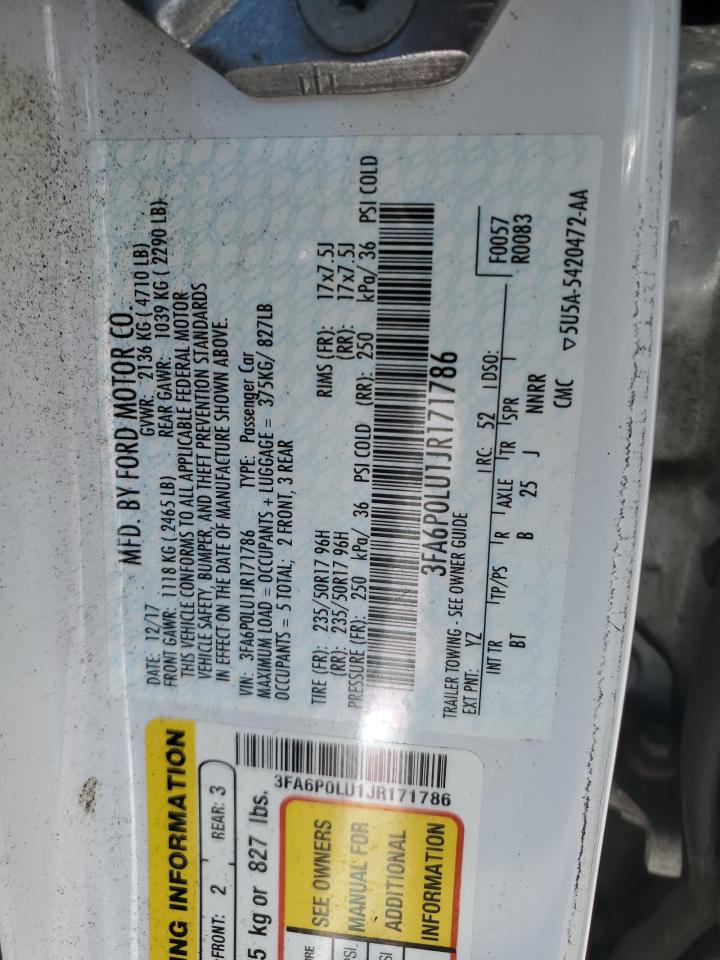 MFD. BY FORD MOTOR CO.
DATE: 12/17 GVWR: 2136 KG ( 4710 LB)
FRONT GAWR: 1118 KG ( 2465 LB) REAR GAWR: 1039 KG ( 2290 LB)
THIS VEHICLE CONFORMS TO ALL APPLICABLE FEDERAL MOTOR
VEHICLE SAFETY, BUMPER, AND THEFT PREVENTION STANDARDS
IN EFFECT ON THE DATE OF MANUFACTURE SHOWN ABOVE.
VIN: 3FA6P0LU1JR171786 TYPE: Passenger Car
MAXIMUM LOAD = OCCUPANTS + LUGGAGE = 375KG/ 827LB
OCCUPANTS = 5 TOTAL; 2 FRONT, 3 REAR
TIRE (FR): 235/50R17 96H RIMS (FR): 17x7.5J
(RR): 235/50R17 96H (RR): 17x7.5J
PRESSURE (FR): 250 kPa/ 36 PSI COLD (RR): 250 kPa/ 36 PSI COLD
3FA6P0LU1JR171786
TRAILER TOWING - SEE OWNER GUIDE
EXT PNT: YZ RC: 52 DSO: F0057
R0083
INT TR TP/PS R AXLE TR SPR
BT B 25 J NNRR
CMC ▽5U5A-5420472-AA
ING INFORMATION
FRONT: 2 REAR: 3
5 kg or 827 lbs.
3FA6P0LU1JR171786
SEE OWNERS
MANUAL FOR
ADDITIONAL
INFORMATION